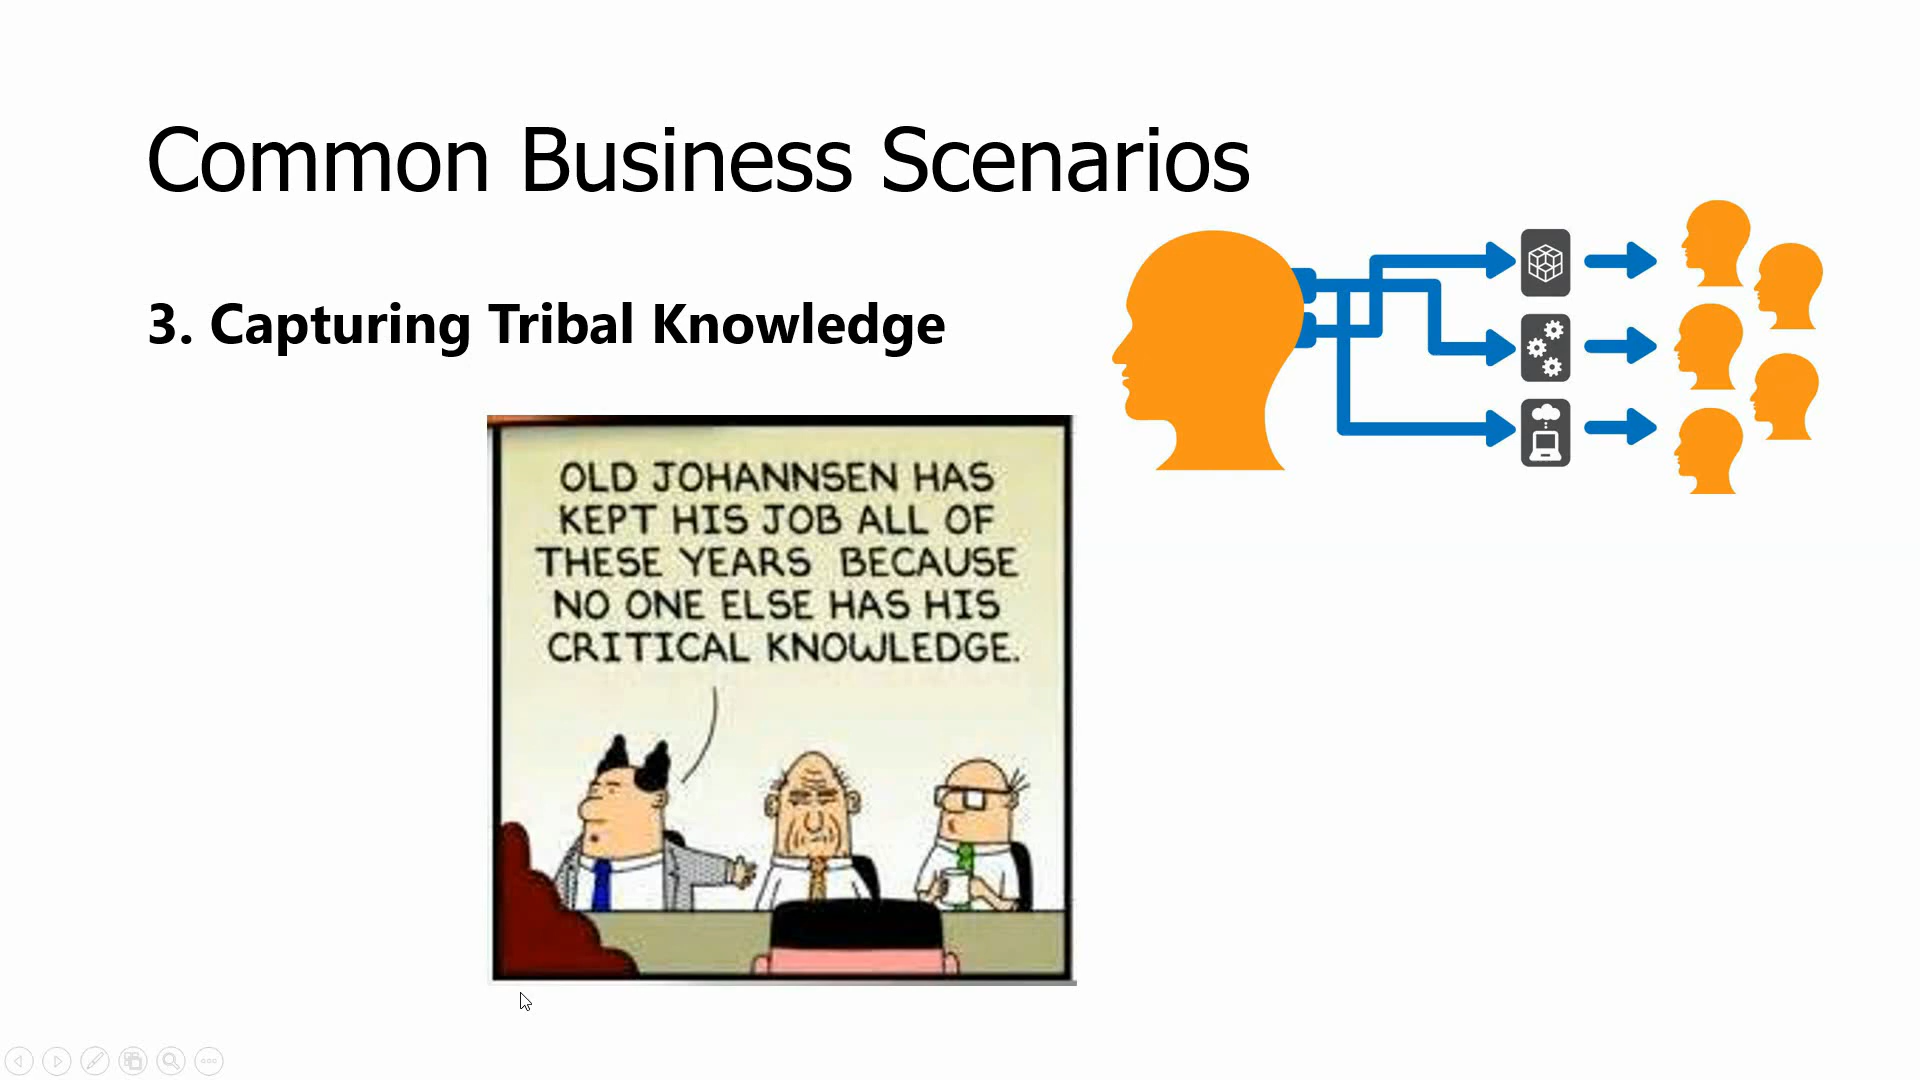 Common Business Scenarios
3. Capturing Tribal Knowledge
OLD JOHANNSEN HAS
KEPT HIS JOB ALL OF
THESE YEARS BECAUSE
NO ONE ELSE HAS HIS
CRITICAL KNOWLEDGE.